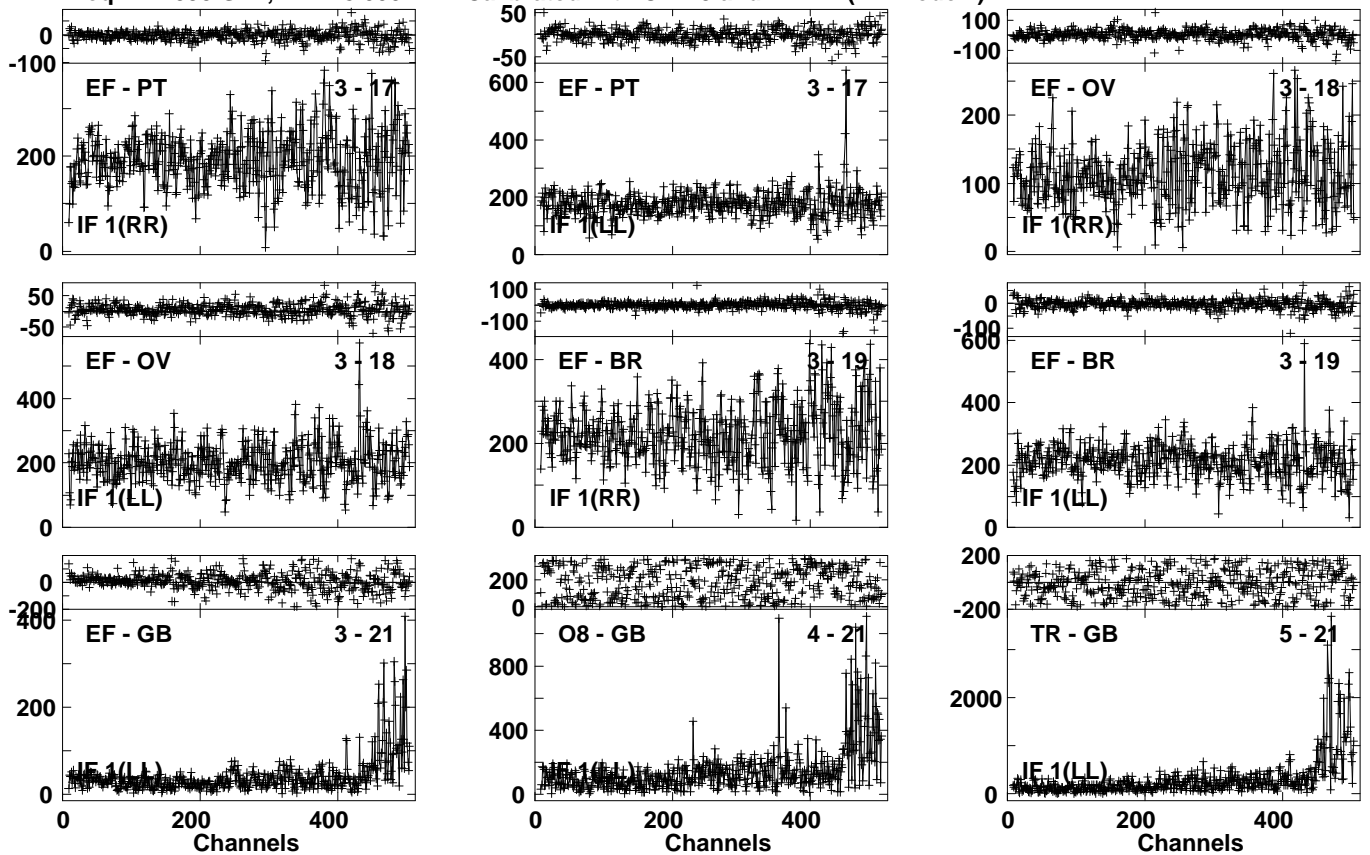 0
-100
50
-50
100
0
-100
EF - PT 3 - 17
200
0
IF 1(RR)
EF - PT 3 - 17
600
400
200
0
IF 1(LL)
EF - OV 3 - 18
200
100
0
IF 1(RR)
50
-50
100
-100
0
-100
EF - OV 3 - 18
400
200
0
IF 1(LL)
EF - BR 3 - 19
400
200
0
IF 1(RR)
EF - BR 3 - 19
600
400
200
0
IF 1(LL)
0
-200
200
0
200
-200
EF - GB 3 - 21
400
200
0
IF 1(LL)
O8 - GB 4 - 21
800
400
0
IF 1(LL)
TR - GB 5 - 21
2000
0
IF 1(LL)
0 200 400
Channels
0 200 400
Channels
0 200 400
Channels